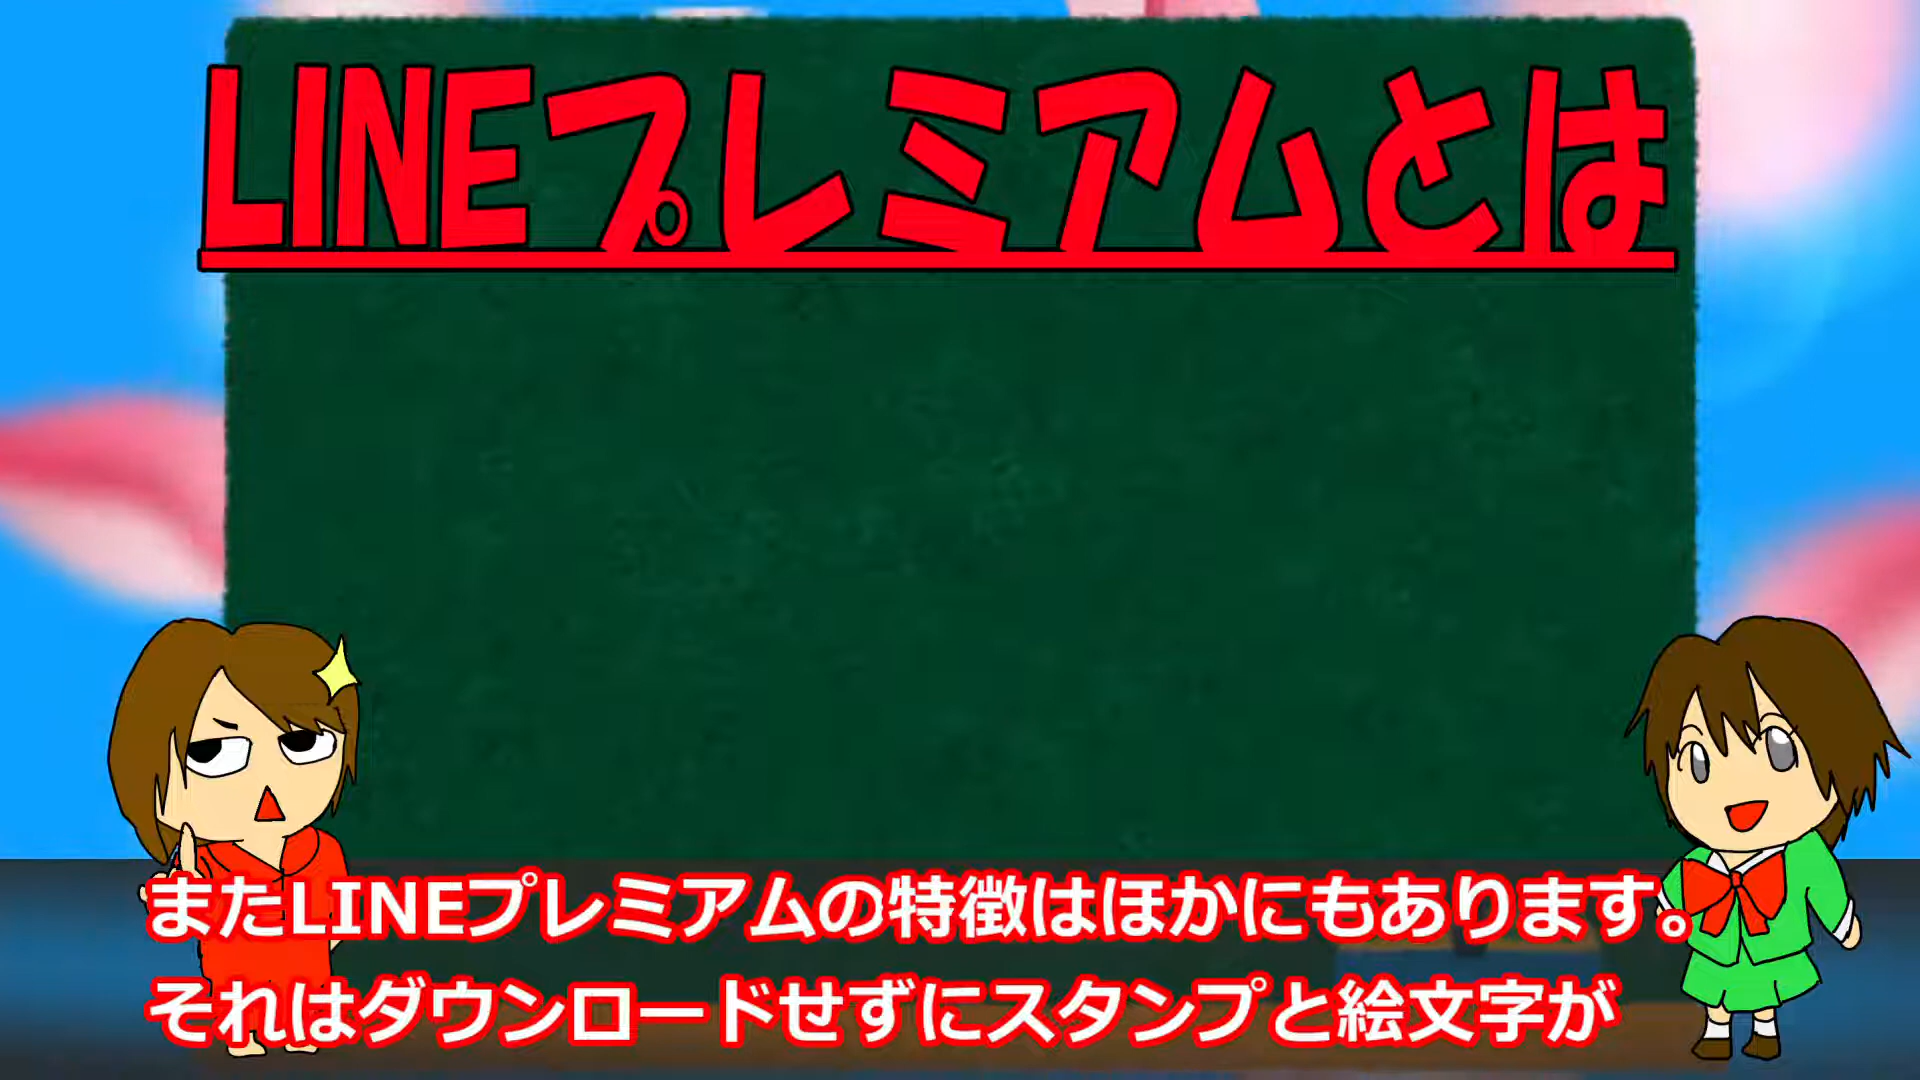 LINEプレミアムとは
またLINEプレミアムの特徴はほかにもあります。
それはダウンロードせずにスタンプと絵文字が